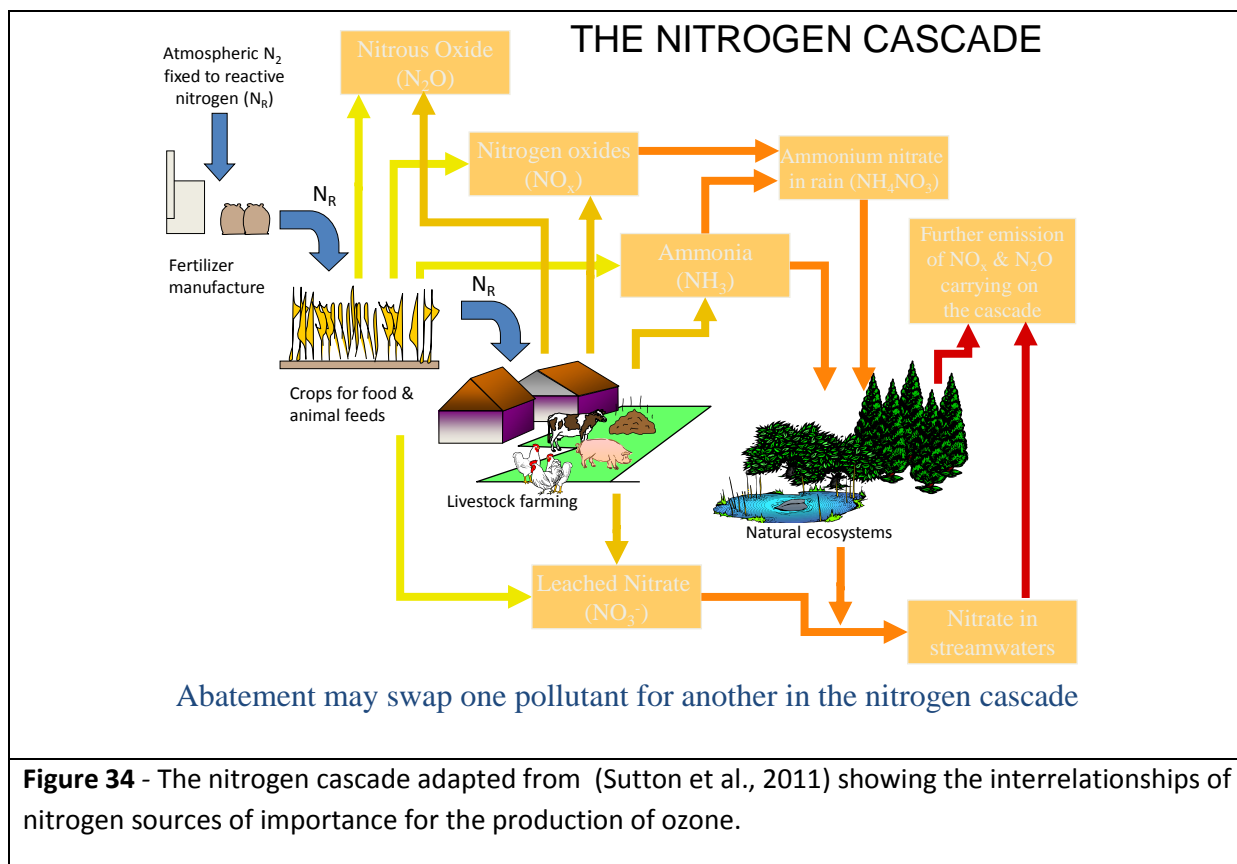 THE NITROGEN CASCADE
Atmospheric N₂
fixed to reactive
nitrogen (N_R)
Nitrous Oxide
(N₂O)
Nitrogen oxides
(NOₓ)
Ammonium nitrate
in rain (NH₄NO₃)
N_R
Fertilizer
manufacture
Ammonia
(NH₃)
Further emission
of NOₓ & N₂O
carrying on
the cascade
N_R
Crops for food &
animal feeds
Livestock farming
Natural ecosystems
Leached Nitrate
(NO₃⁻)
Nitrate in
streamwaters
Abatement may swap one pollutant for another in the nitrogen cascade
Figure 34 - The nitrogen cascade adapted from (Sutton et al., 2011) showing the interrelationships of
nitrogen sources of importance for the production of ozone.